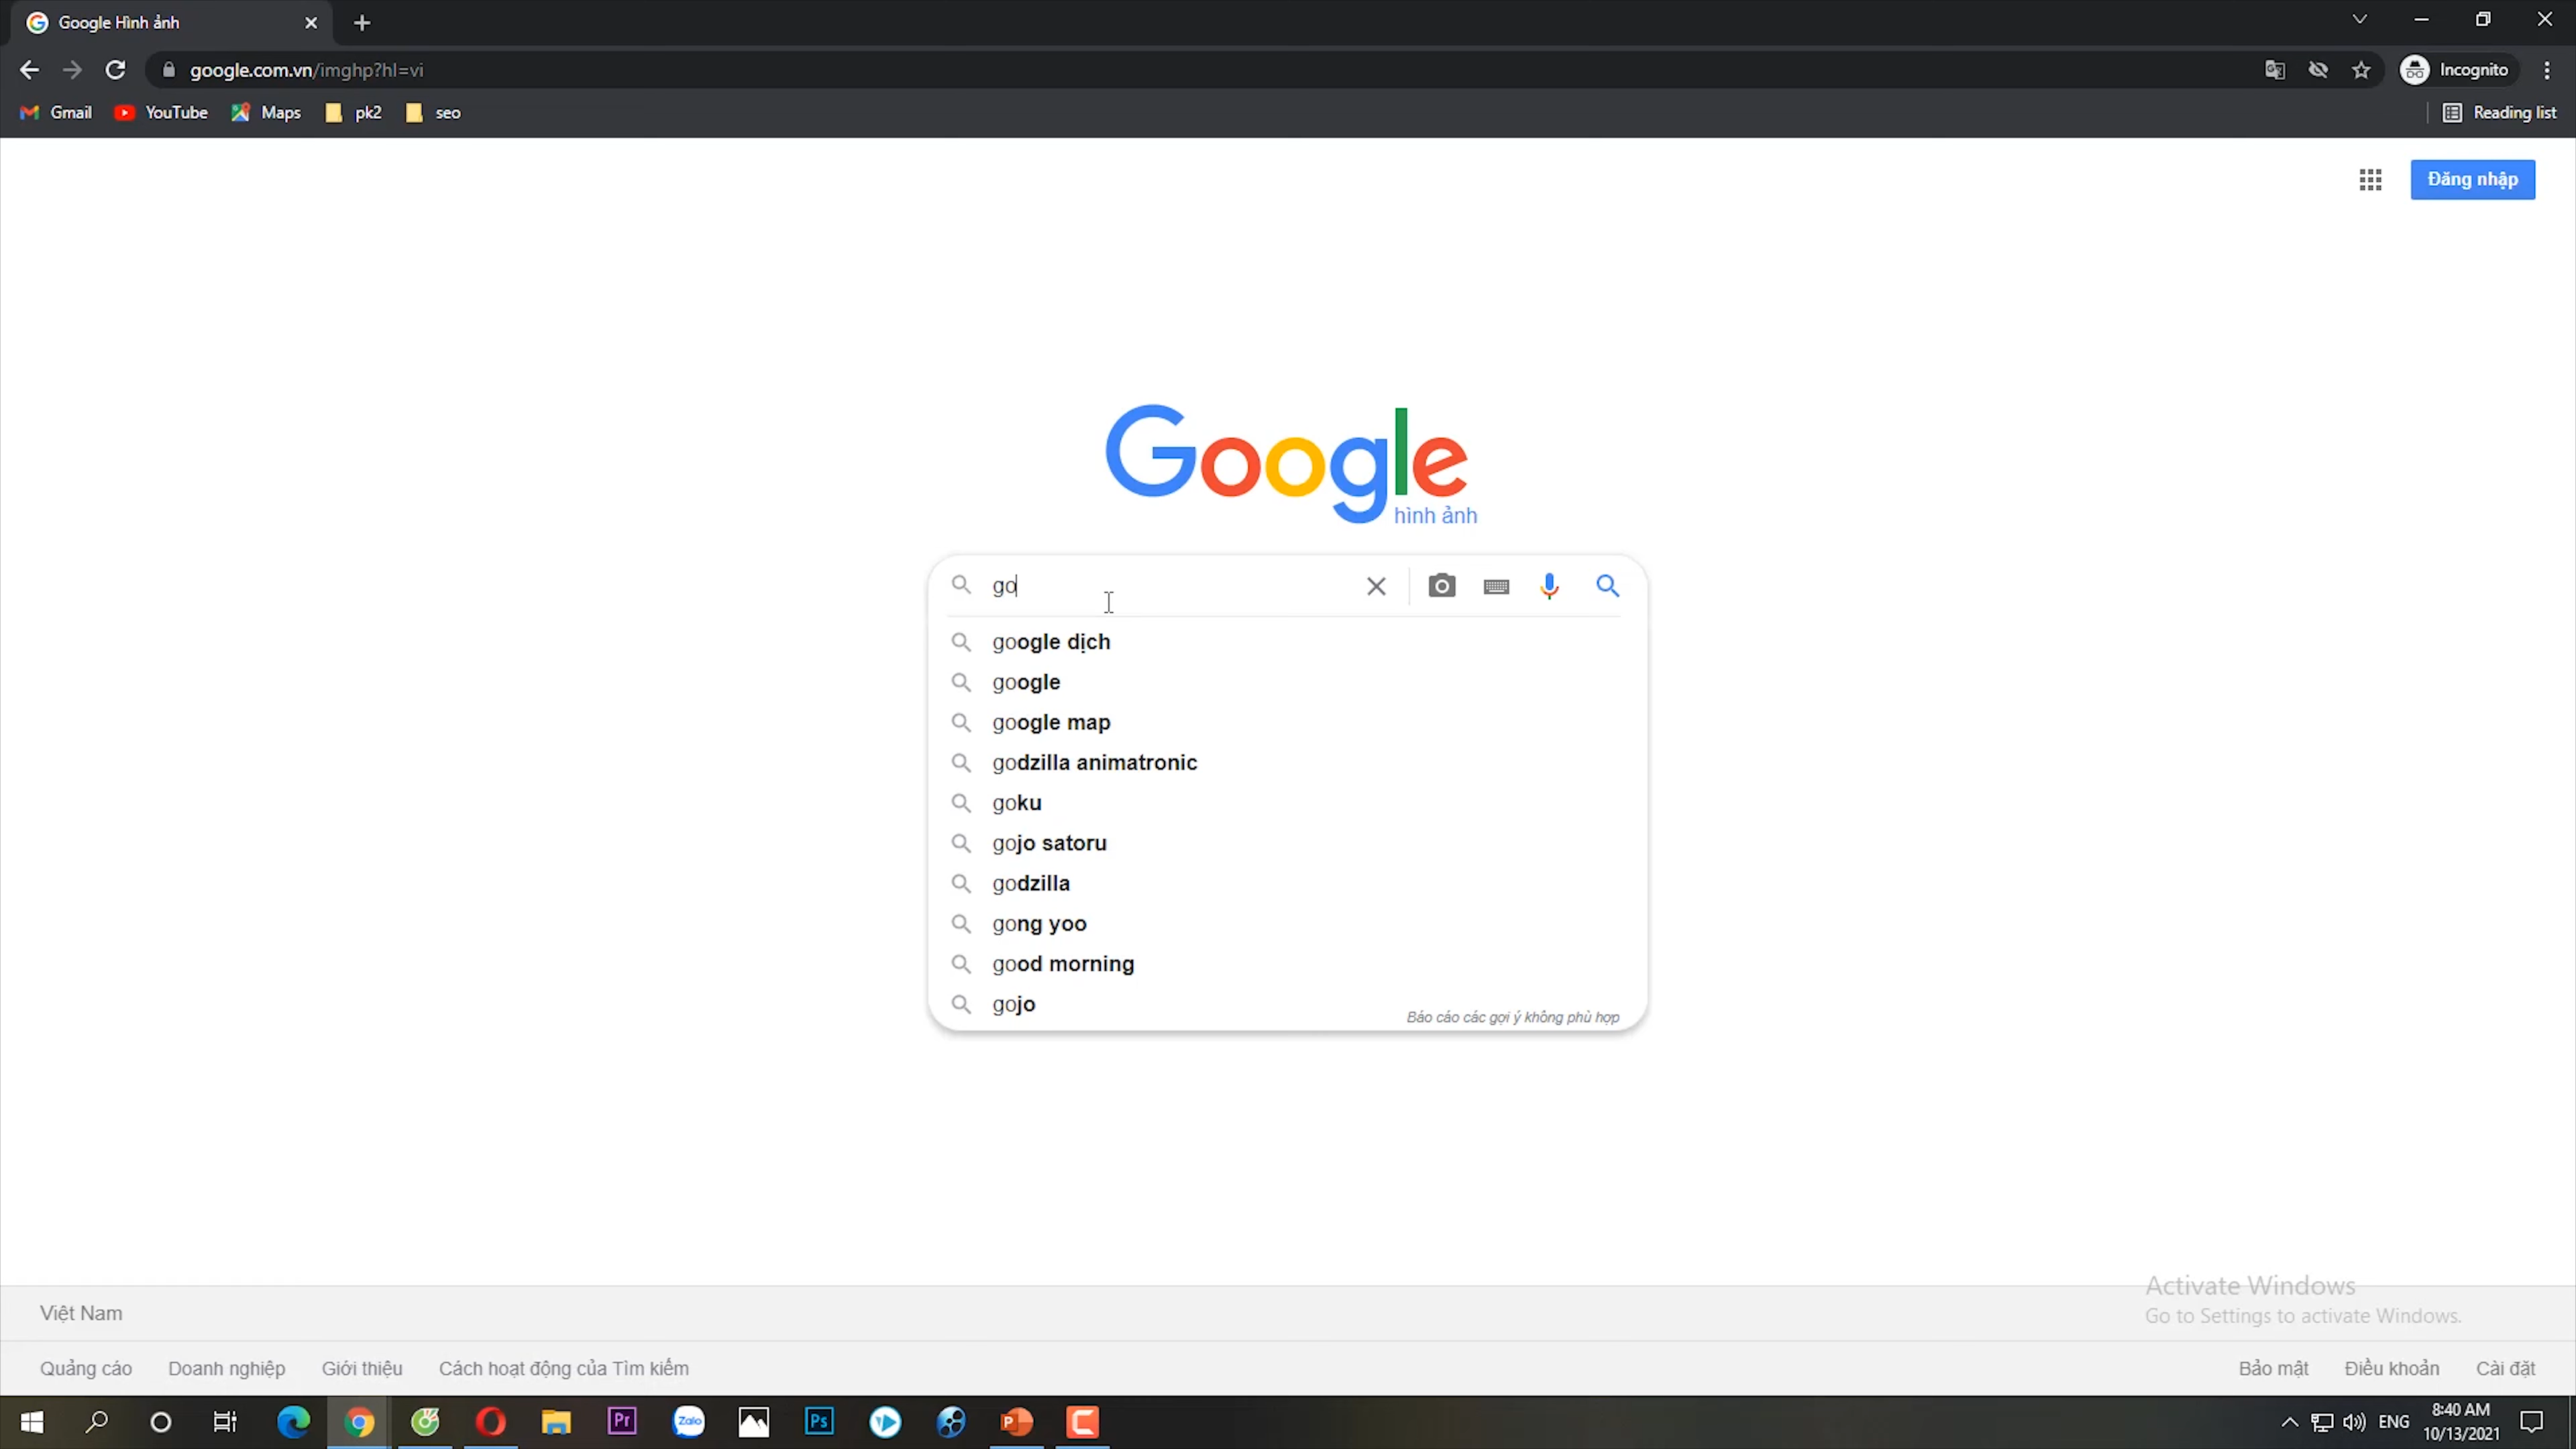 Google Hình ảnh
google.com.vn/imghp?hl=vi
Incognito
Gmail YouTube Maps pk2 seo Reading list
Đăng nhập
Google
hình ảnh
go
google dịch
google
google map
godzilla animatronic
goku
gojo satoru
godzilla
gong yoo
good morning
gojo
Báo cáo các gợi ý không phù hợp
Activate Windows
Go to Settings to activate Windows.
Việt Nam
Quảng cáo Doanh nghiệp Giới thiệu Cách hoạt động của Tìm kiếm Bảo mật Điều khoản Cài đặt
Pr Zalo Ps P ENG
8:40 AM
10/13/2021